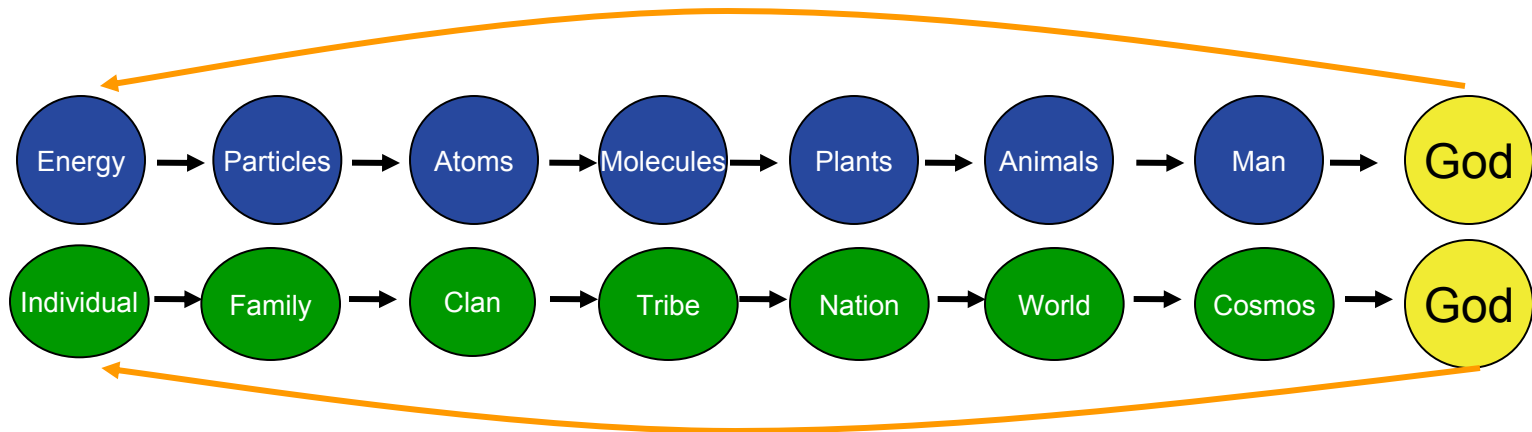 Energy Particles Atoms Molecules Plants Animals Man God
Individual Family Clan Tribe Nation World Cosmos God